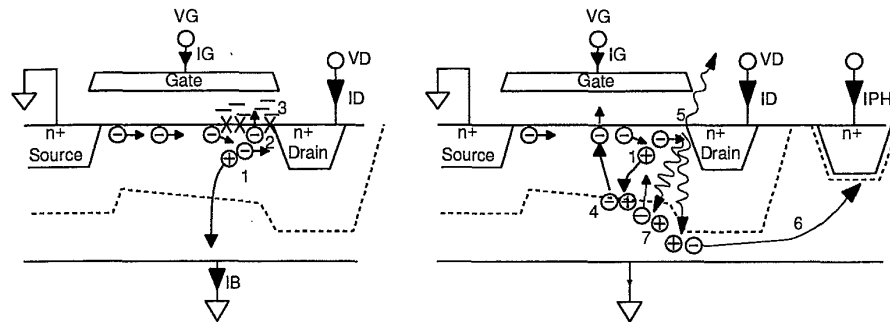 VG
IG
VD
Gate
ID
3
n+
n+
2
Source
Drain
1
IB
VG
IG
VD
Gate
ID
IPH
5
n+
n+
n+
Source
1
Drain
4
7
6